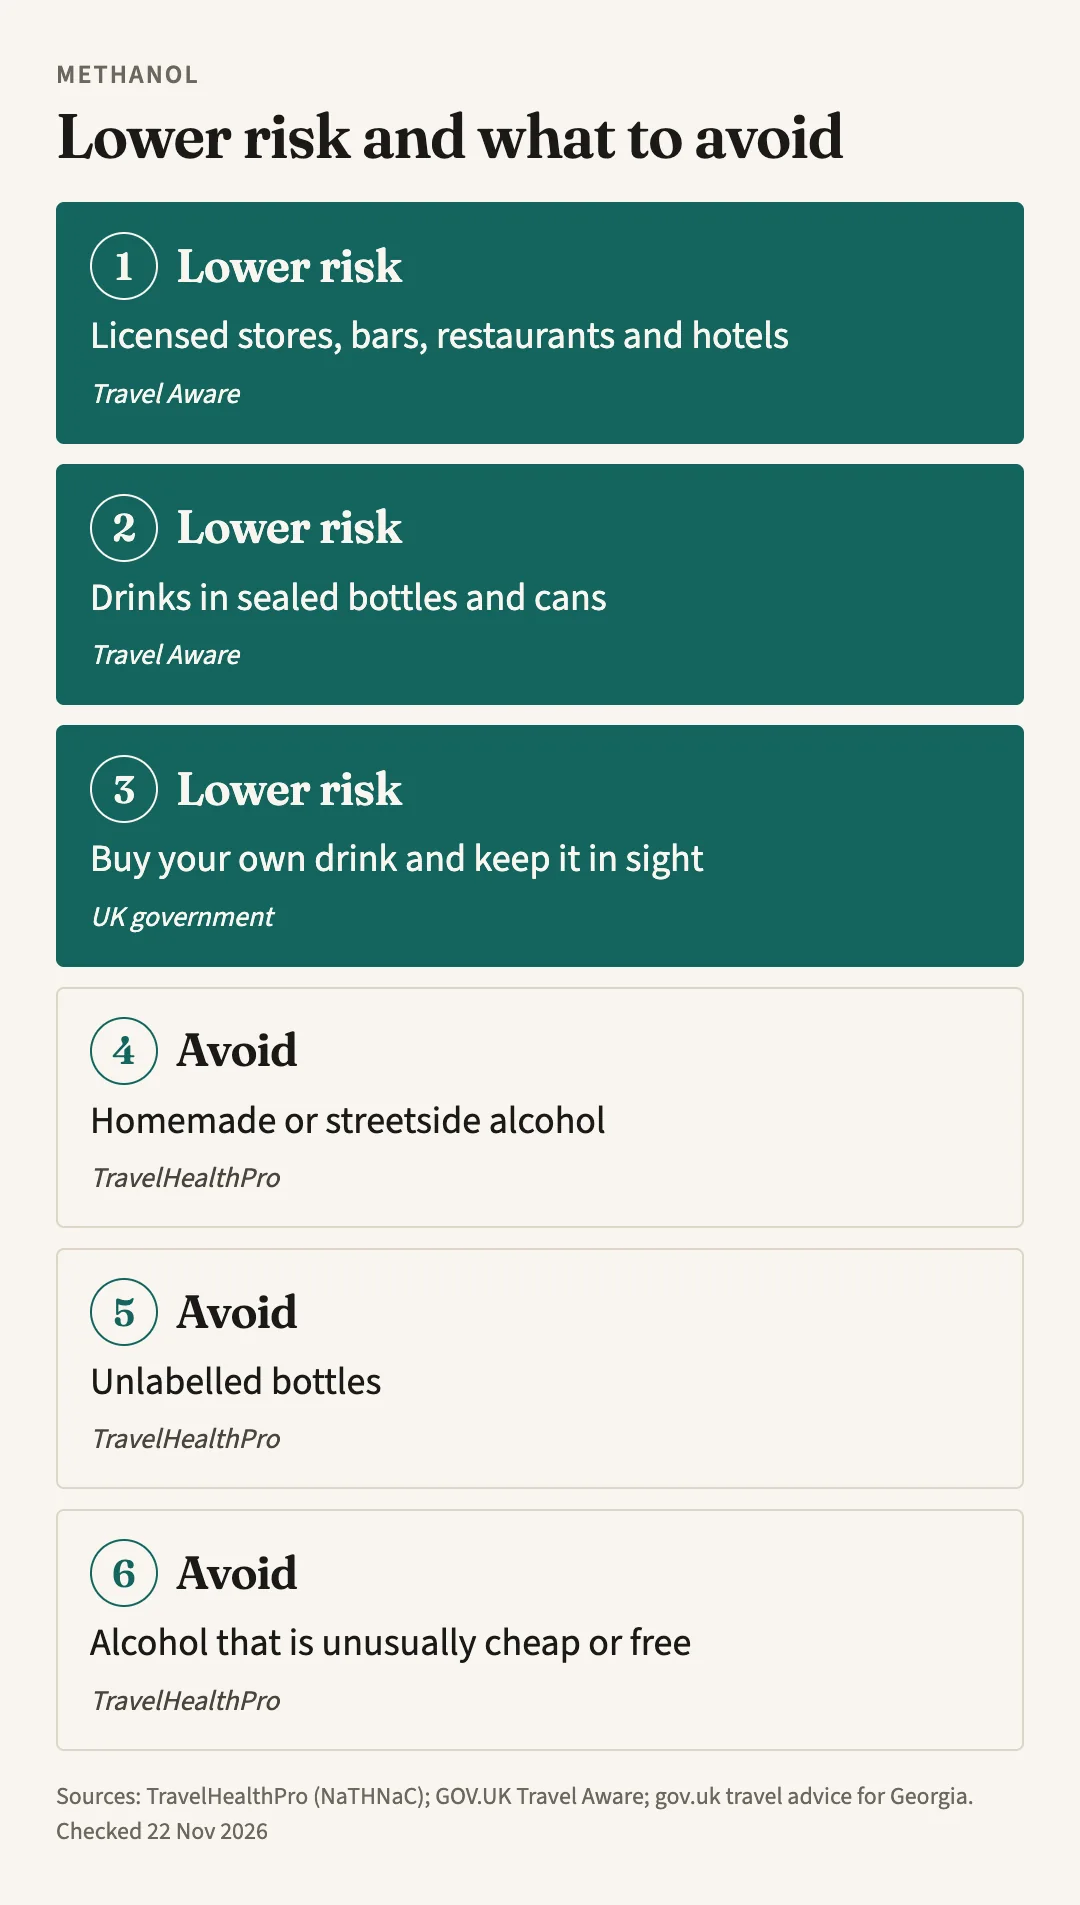 METHANOL
Lower risk and what to avoid
1 Lower risk
Licensed stores, bars, restaurants and hotels
Travel Aware
2 Lower risk
Drinks in sealed bottles and cans
Travel Aware
3 Lower risk
Buy your own drink and keep it in sight
UK government
4 Avoid
Homemade or streetside alcohol
TravelHealthPro
5 Avoid
Unlabelled bottles
TravelHealthPro
6 Avoid
Alcohol that is unusually cheap or free
TravelHealthPro
Sources: TravelHealthPro (NaTHNaC); GOV.UK Travel Aware; gov.uk travel advice for Georgia.
Checked 22 Nov 2026